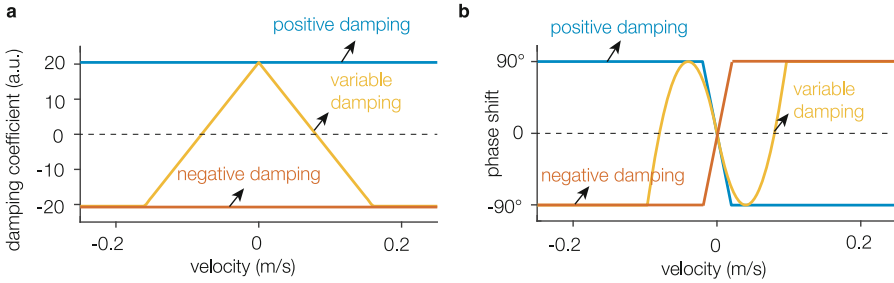 a
positive damping
damping coefficient (a.u.)
20
10
0
-10
-20
variable
damping
negative damping
-0.2
0
0.2
velocity (m/s)
b
positive damping
phase shift
90°
0
-90°
variable
damping
negative damping
-0.2
0
0.2
velocity (m/s)